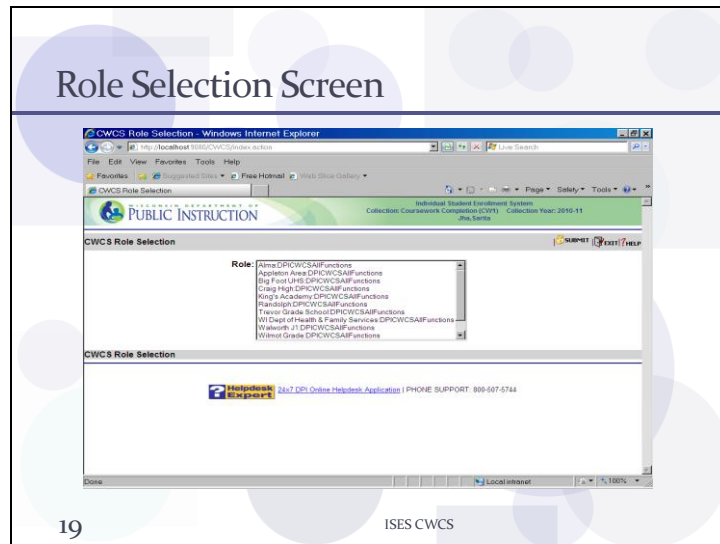 Role Selection Screen
CWCS Role Selection - Windows Internet Explorer
http://localhost:9080/CWCS/index.action
Live Search
File Edit View Favorites Tools Help
Favorites Suggested Sites Free Hotmail Web Slice Gallery
CWCS Role Selection
Page Safety Tools
WISCONSIN DEPARTMENT OF
PUBLIC INSTRUCTION
Individual Student Enrollment System
Collection: Coursework Completion (CW1) Collection Year: 2010-11
Jha,Sarita
CWCS Role Selection
SUBMIT | EXIT | ? HELP
Role:
Alma:DPICWCSAllFunctions
Appleton Area:DPICWCSAllFunctions
Big Foot UHS:DPICWCSAllFunctions
Craig High:DPICWCSAllFunctions
King's Academy:DPICWCSAllFunctions
Randolph:DPICWCSAllFunctions
Trevor Grade School:DPICWCSAllFunctions
WI Dept of Health & Family Services:DPICWCSAllFunctions
Walworth J1:DPICWCSAllFunctions
Wilmot Grade:DPICWCSAllFunctions
CWCS Role Selection
? Helpdesk Expert 24x7 DPI Online Helpdesk Application | PHONE SUPPORT: 800-507-5744
Done
Local intranet
100%
19
ISES CWCS